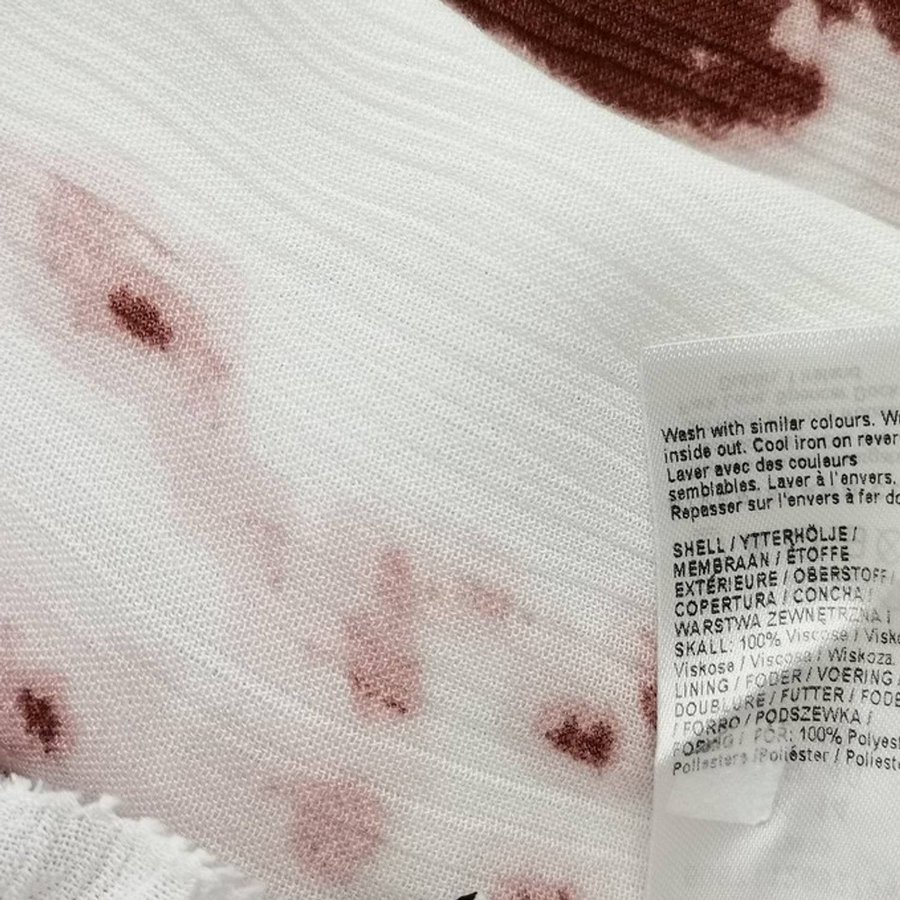 Wash with similar colours.
inside out. Cool iron on rever
Laver avec des couleurs
semblables. Laver à l'envers.
Repasser sur l'envers à fer do
SHELL / YTTERHÖLJE /
MEMBRAAN / ÉTOFFE
EXTÉRIEURE / OBERSTOFF /
COPERTURA / CONCHA /
WARSTWA ZEWNĘTRZNA /
SKALL: 100% Viscose / Visko
Viskose / Viscosa / Wiskoza.
LINING / FODER / VOERING /
DOUBLURE / FUTTER / FODE
/ FORRO / PODSZEWKA /
FÔR: 100% Polyest
/ Poliéster / Poliest